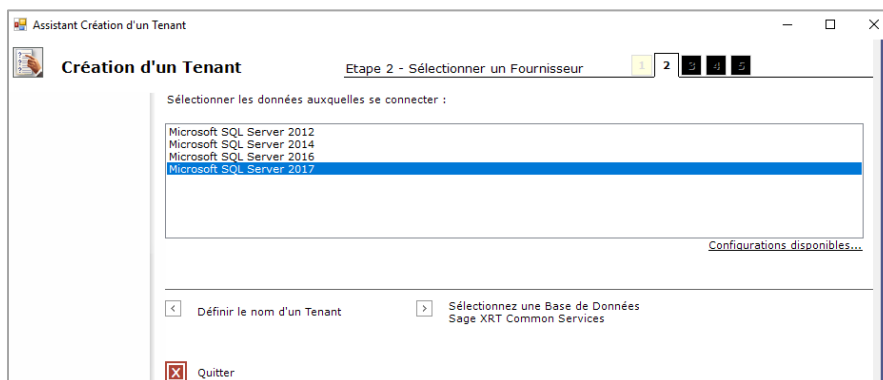 Assistant Création d'un Tenant
Création d'un Tenant
Etape 2 - Sélectionner un Fournisseur
1 2 3 4 5
Sélectionner les données auxquelles se connecter :
Microsoft SQL Server 2012
Microsoft SQL Server 2014
Microsoft SQL Server 2016
Microsoft SQL Server 2017
Configurations disponibles...
< Définir le nom d'un Tenant
> Sélectionnez une Base de Données
Sage XRT Common Services
X Quitter